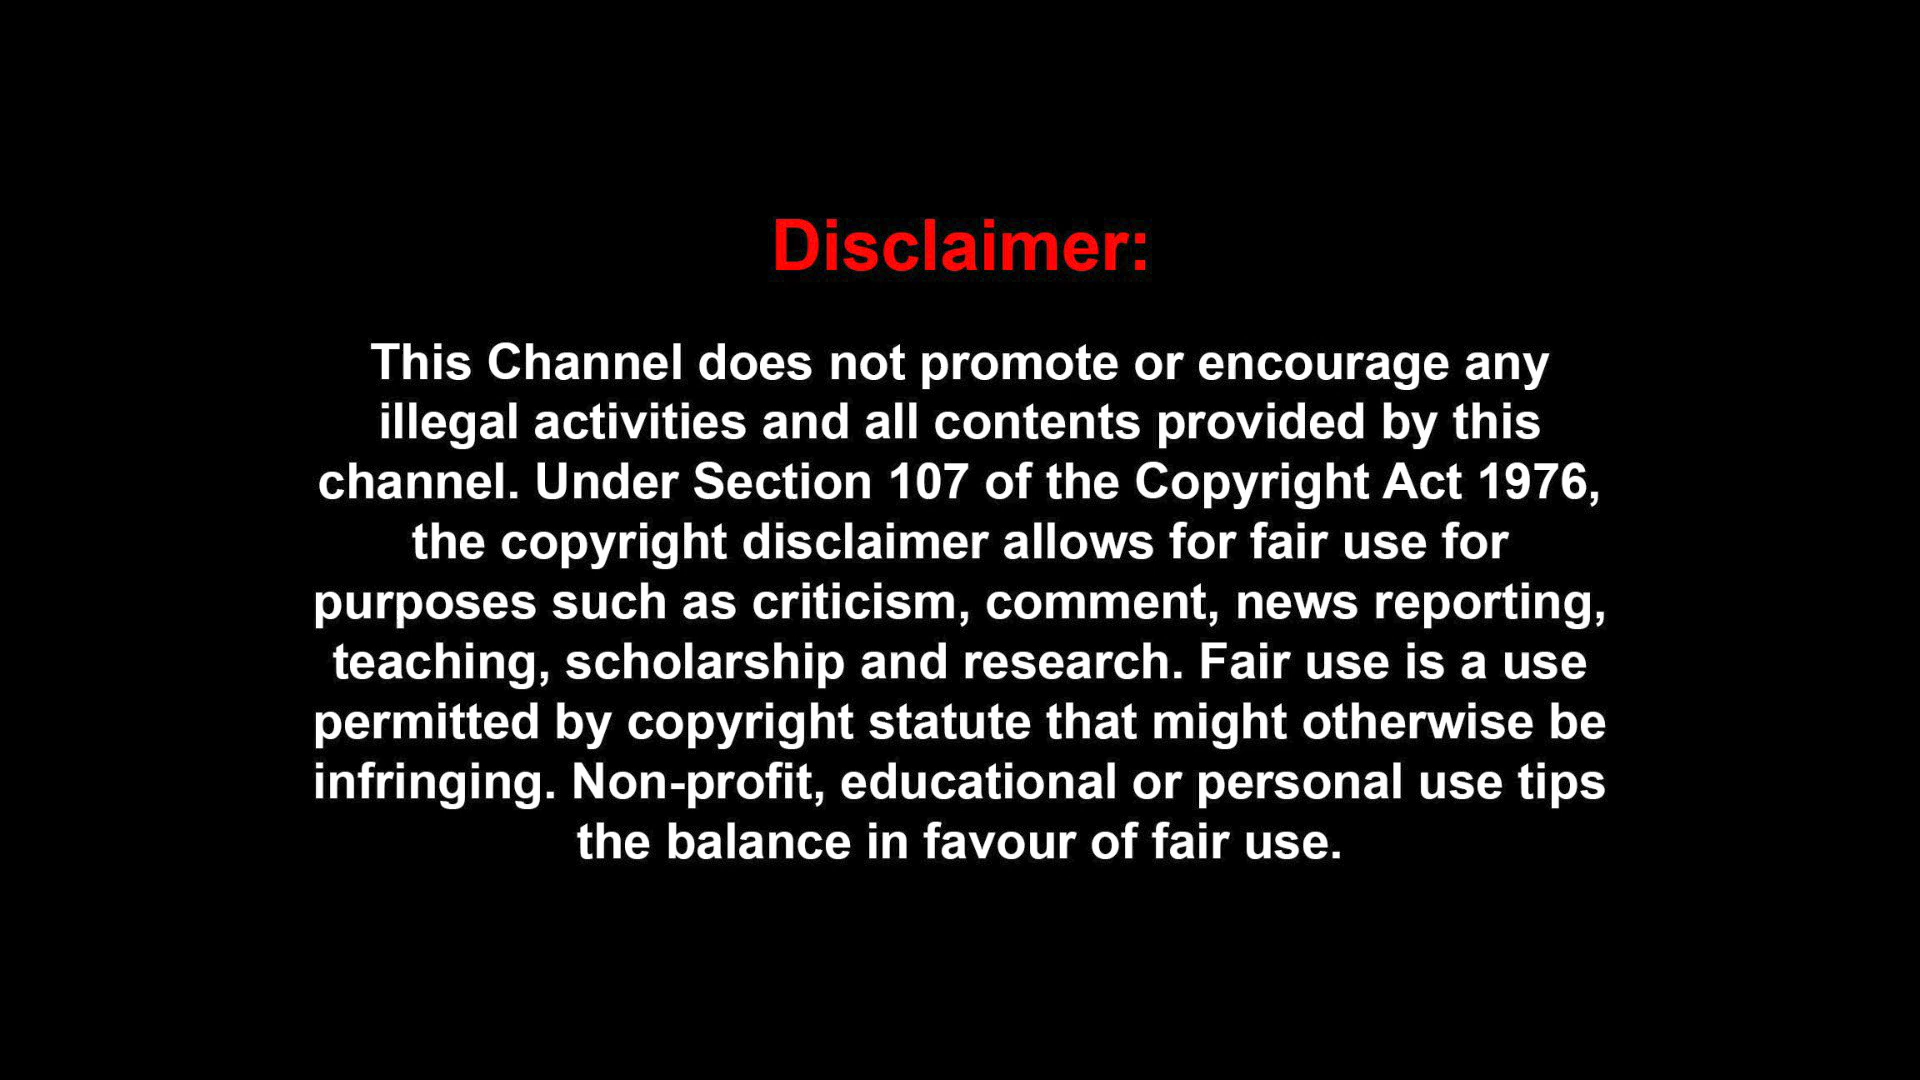 Disclaimer:
This Channel does not promote or encourage any
illegal activities and all contents provided by this
channel. Under Section 107 of the Copyright Act 1976,
the copyright disclaimer allows for fair use for
purposes such as criticism, comment, news reporting,
teaching, scholarship and research. Fair use is a use
permitted by copyright statute that might otherwise be
infringing. Non-profit, educational or personal use tips
the balance in favour of fair use.